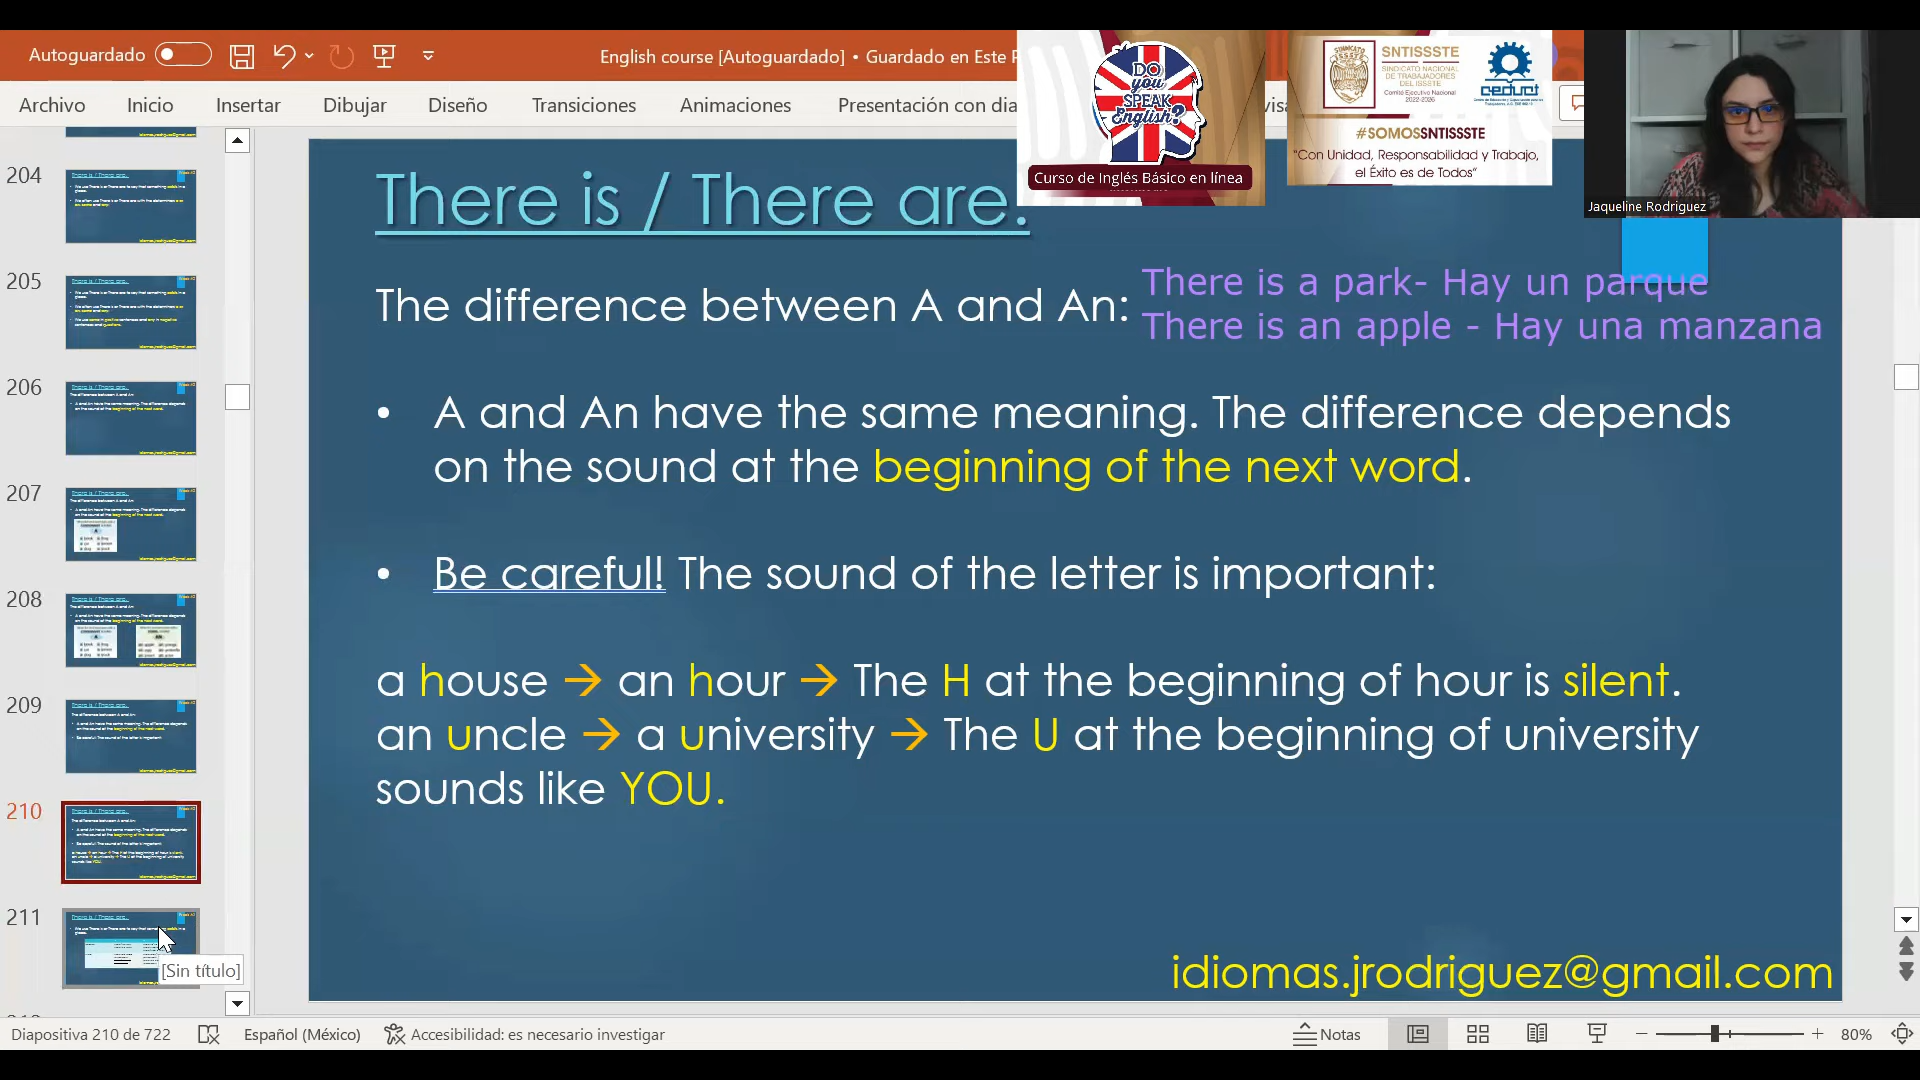 Autoguardado
English course [Autoguardado] • Guardado en Este P
Archivo Inicio Insertar Dibujar Diseño Transiciones Animaciones Presentación con dia
DO
you
SPEAK
English?
Curso de Inglés Básico en línea
SNTISSSTE
SINDICATO NACIONAL
DE TRABAJADORES
DEL ISSSTE
Comité Ejecutivo Nacional
2022-2026
#SOMOSSNTISSSTE
"Con Unidad, Responsabilidad y Trabajo,
el Éxito es de Todos"
Jaqueline Rodriguez
204
205
206
207
208
209
210
211
[Sin título]
There is / There are.
The difference between A and An:
There is a park- Hay un parque
There is an apple - Hay una manzana
• A and An have the same meaning. The difference depends
on the sound at the beginning of the next word.
• Be careful! The sound of the letter is important:
a house → an hour → The H at the beginning of hour is silent.
an uncle → a university → The U at the beginning of university
sounds like YOU.
idiomas.jrodriguez@gmail.com
Diapositiva 210 de 722 Español (México) Accesibilidad: es necesario investigar Notas 80%